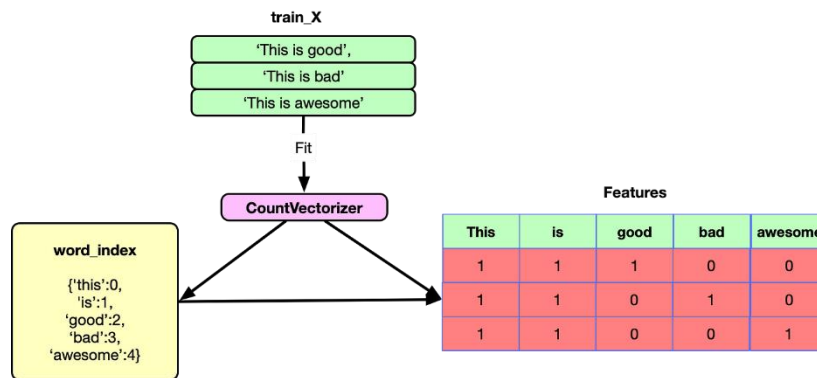 train_X
‘This is good’,
‘This is bad’
‘This is awesome’
Fit
CountVectorizer
word_index
{'this':0,
'is':1,
‘good’:2,
‘bad’:3,
‘awesome’:4}
Features
This is good bad awesome
1 1 1 0 0
1 1 0 1 0
1 1 0 0 1